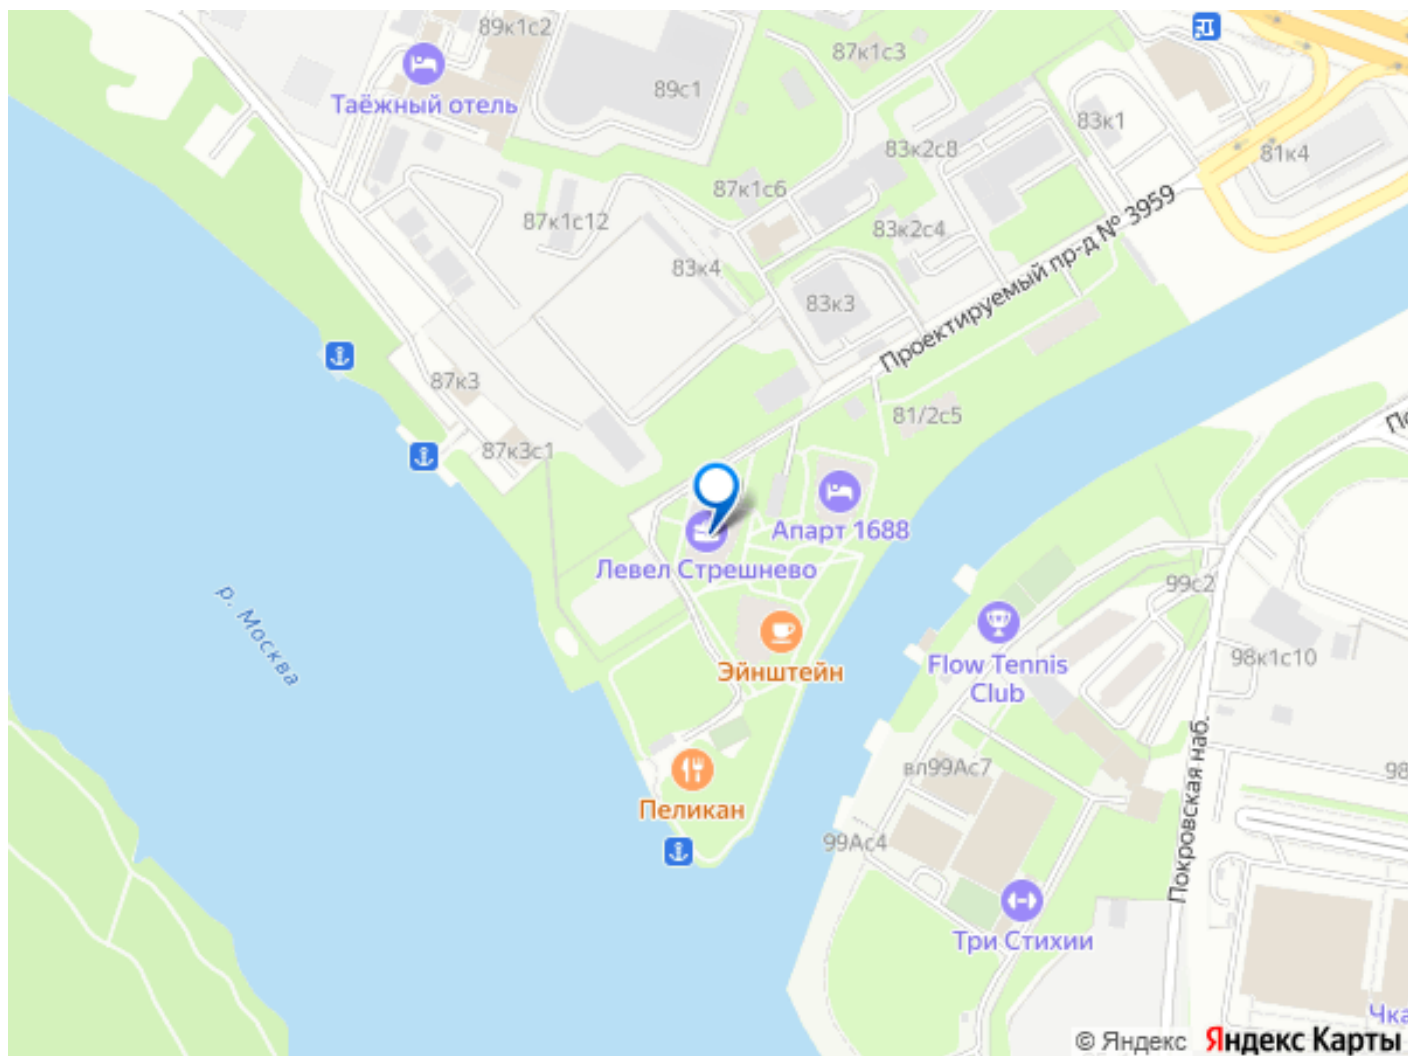 89к1с2
87к1с3
Таёжный отель
89с1
83к1
83к2с8
81к4
87к1с6
87к1с12
83к2с4
Проектируемый пр-д № 3959
83к4
83к3
87к3
81/2с5
87к3с1
По
Апарт 1688
Левел Стрешнево
р. Москва
99с2
Flow Tennis
Club
98к1с10
Эйнштейн
Покровская наб.
вл99Ас7
98
Пеликан
99Ас4
Три Стихии
Чка
© Яндекс Яндекс Карты